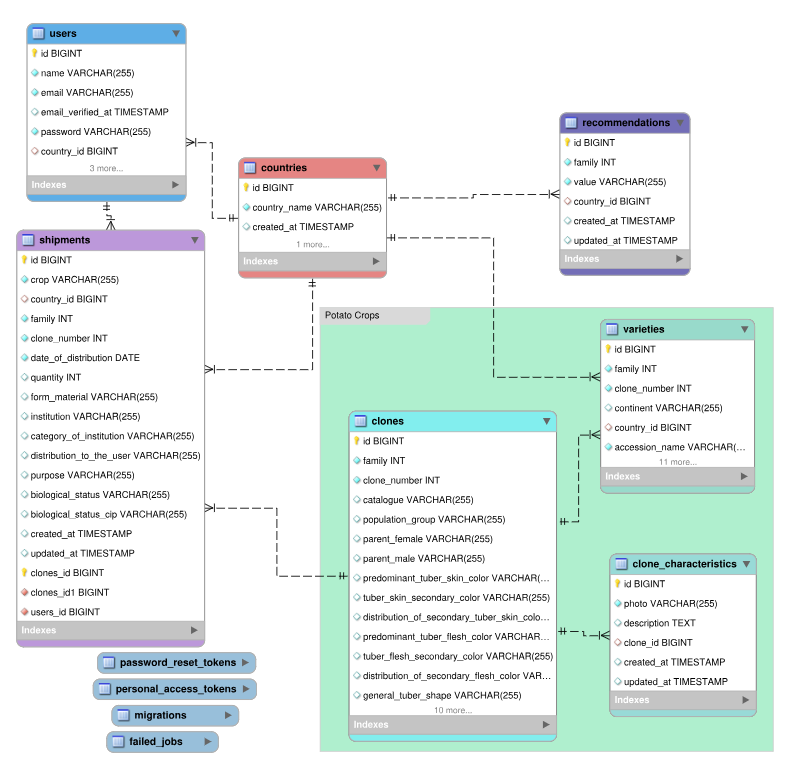 users
id BIGINT
name VARCHAR(255)
email VARCHAR(255)
email_verified_at TIMESTAMP
password VARCHAR(255)
country_id BIGINT
3 more...
Indexes
countries
id BIGINT
country_name VARCHAR(255)
created_at TIMESTAMP
1 more...
Indexes
recommendations
id BIGINT
family INT
value VARCHAR(255)
country_id BIGINT
created_at TIMESTAMP
updated_at TIMESTAMP
Indexes
shipments
id BIGINT
crop VARCHAR(255)
country_id BIGINT
family INT
clone_number INT
date_of_distribution DATE
quantity INT
form_material VARCHAR(255)
institution VARCHAR(255)
category_of_institution VARCHAR(255)
distribution_to_the_user VARCHAR(255)
purpose VARCHAR(255)
biological_status VARCHAR(255)
biological_status_cip VARCHAR(255)
created_at TIMESTAMP
updated_at TIMESTAMP
clones_id BIGINT
clones_id1 BIGINT
users_id BIGINT
Indexes
Potato Crops
varieties
id BIGINT
family INT
clone_number INT
continent VARCHAR(255)
country_id BIGINT
accession_name VARCHAR(...
11 more...
Indexes
clones
id BIGINT
family INT
clone_number INT
catalogue VARCHAR(255)
population_group VARCHAR(255)
parent_female VARCHAR(255)
parent_male VARCHAR(255)
predominant_tuber_skin_color VARCHAR(...
tuber_skin_secondary_color VARCHAR(255)
distribution_of_secondary_tuber_skin_colo...
predominant_tuber_flesh_color VARCHAR...
tuber_flesh_secondary_color VARCHAR(255)
distribution_of_secondary_flesh_color VAR...
general_tuber_shape VARCHAR(255)
10 more...
Indexes
clone_characteristics
id BIGINT
photo VARCHAR(255)
description TEXT
clone_id BIGINT
created_at TIMESTAMP
updated_at TIMESTAMP
Indexes
password_reset_tokens
personal_access_tokens
migrations
failed_jobs